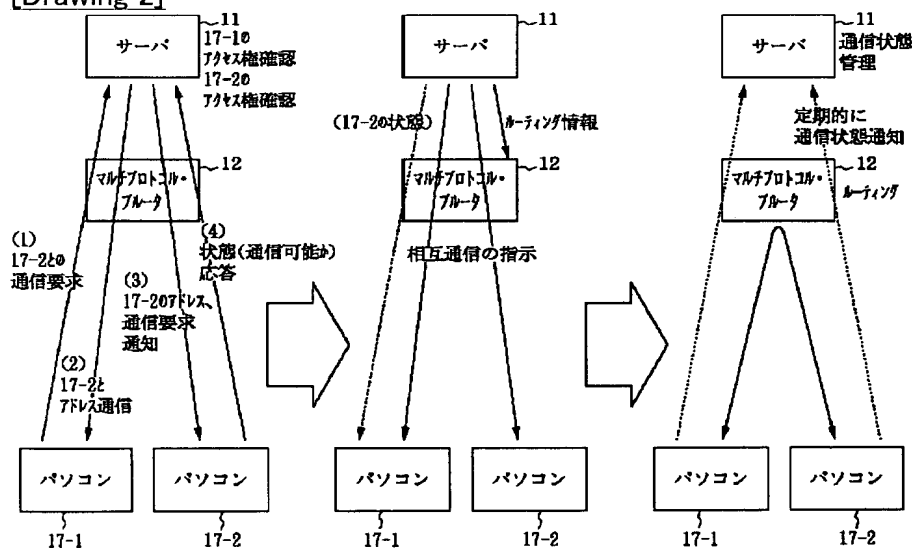 [Drawing 2]
11
サーバ
17-1の
アクセス権確認
17-2の
アクセス権確認
12
マルチプロトコル・
ブルータ
(1)
17-2との
通信要求
(2)
17-2と
アドレス通信
(3)
17-2のアドレス、
通信要求
通知
(4)
状態(通信可能か)
応答
パソコン
パソコン
17-1
17-2
11
サーバ
(17-2の状態)
ルーティング情報
12
マルチプロトコル・
ブルータ
相互通信の指示
パソコン
パソコン
17-1
17-2
11
サーバ
通信状態
管理
定期的に
通信状態通知
12
マルチプロトコル・
ブルータ
ルーティング
パソコン
パソコン
17-1
17-2